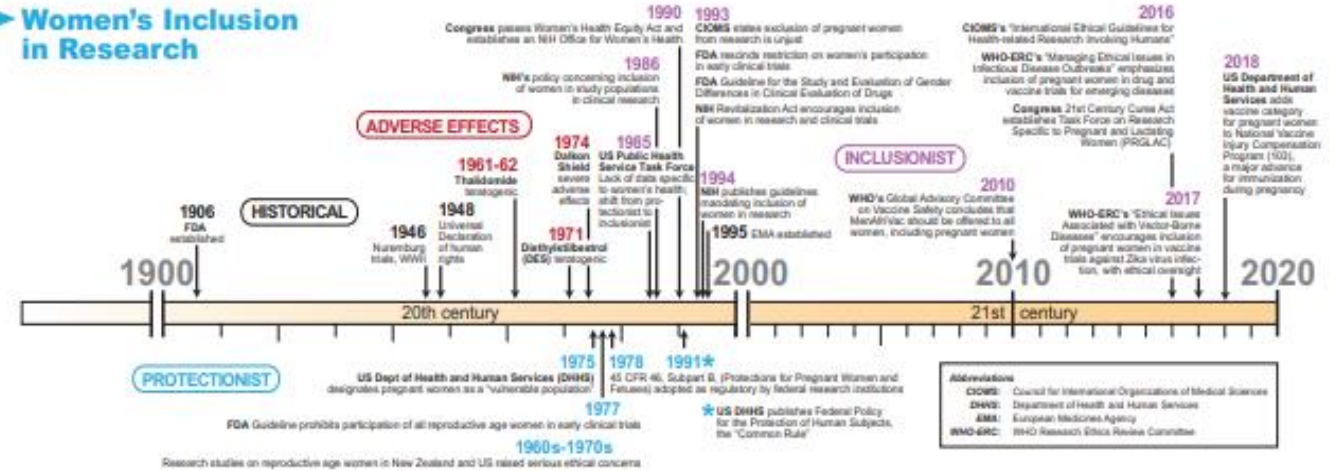 Women's Inclusion
in Research
1990
Congress passes Women's Health Equity Act and
establishes an NIH Office for Women's Health
1986
NIH's policy concerning inclusion
of women in study populations
in clinical research
ADVERSE EFFECTS
1961-62
Thalidomide
teratogenic
1974
Dalkon
Shield
severe
adverse
effects
1971
Diethylstilbestrol
(DES) teratogenic
1985
US Public Health
Service Task Force
Lack of data specific
to women's health;
shift from pro-
tectionist to
inclusionist
1993
CIOMS states exclusion of pregnant women
from research is unjust
FDA rescinds restriction on women's participation
in early clinical trials
FDA Guideline for the Study and Evaluation of Gender
Differences in Clinical Evaluation of Drugs
NIH Revitalization Act encourages inclusion
of women in research and clinical trials
1994
NIH publishes guidelines
mandating inclusion of
women in research
1995 EMA established
HISTORICAL
1906
FDA
established
1946
Nuremburg
trials, WWII
1948
Universal
Declaration
of human
rights
INCLUSIONIST
2010
WHO's Global Advisory Committee
on Vaccine Safety concludes that
MenAfriVac should be offered to all
women, including pregnant women
2016
CIOMS's "International Ethical Guidelines for
Health-related Research Involving Humans"
WHO-ERC's "Managing Ethical Issues in
Infectious Disease Outbreaks" emphasizes
inclusion of pregnant women in drug and
vaccine trials for emerging diseases
Congress 21st Century Cures Act
establishes Task Force on Research
Specific to Pregnant and Lactating
Women (PRGLAC)
2017
WHO-ERC's "Ethical Issues
Associated with Vector-Borne
Diseases" encourages inclusion
of pregnant women in vaccine
trials against Zika virus infec-
tion, with ethical oversight
2018
US Department of
Health and Human
Services adds
vaccine category
for pregnant women
to National Vaccine
Injury Compensation
Program (103),
a major advance
for immunization
during pregnancy
1900
2000
2010
2020
20th century
21st century
PROTECTIONIST
1975
US Dept of Health and Human Services (DHHS)
designates pregnant women as a "vulnerable population"
1978
45 CFR 46, Subpart B, (Protections for Pregnant Women and
Fetuses) adopted as regulatory by federal research institutions
1991*
* US DHHS publishes Federal Policy
for the Protection of Human Subjects,
the "Common Rule"
1977
FDA Guideline prohibits participation of all reproductive age women in early clinical trials
1960s-1970s
Research studies on reproductive age women in New Zealand and US raised serious ethical concerns
Abbreviations
CIOMS: Council for International Organizations of Medical Sciences
DHHS: Department of Health and Human Services
EMA: European Medicines Agency
WHO-ERC: WHO Research Ethics Review Committee